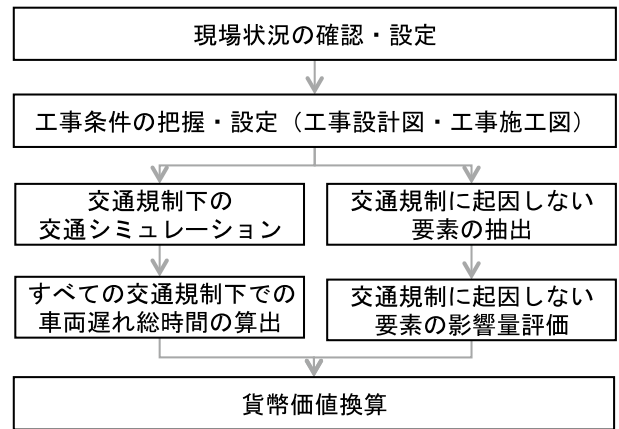 現場状況の確認・設定
工事条件の把握・設定（工事設計図・工事施工図）
交通規制下の
交通シミュレーション
交通規制に起因しない
要素の抽出
すべての交通規制下での
車両遅れ総時間の算出
交通規制に起因しない
要素の影響量評価
貨幣価値換算